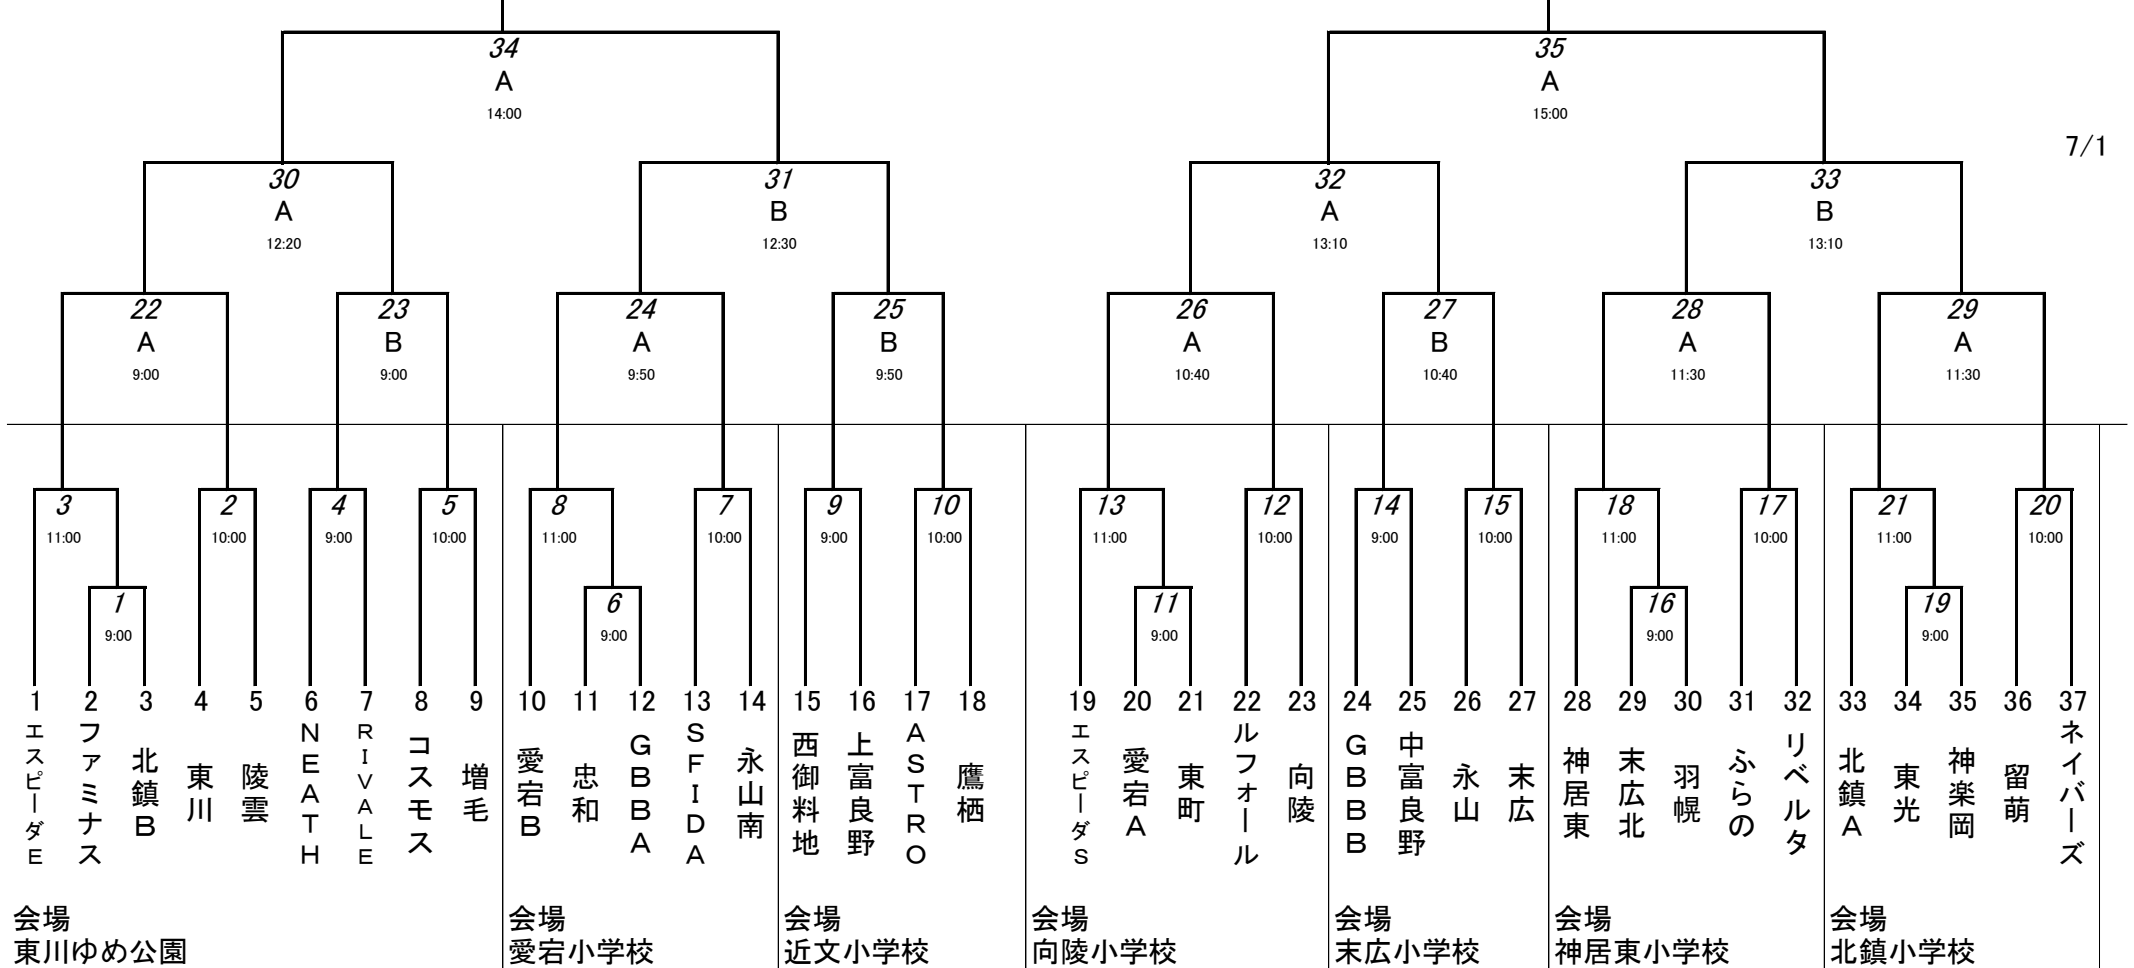 34
A
14:00
35
A
15:00
7/1
30
A
12:20
31
B
12:30
32
A
13:10
33
B
13:10
22
A
9:00
23
B
9:00
24
A
9:50
25
B
9:50
26
A
10:40
27
B
10:40
28
A
11:30
29
A
11:30
3
11:00
2
10:00
4
9:00
5
10:00
8
11:00
7
10:00
9
9:00
10
10:00
13
11:00
12
10:00
14
9:00
15
10:00
18
11:00
17
10:00
21
11:00
20
10:00
1
9:00
6
9:00
11
9:00
16
9:00
19
9:00
1
エスピーダE
2
ファミナス
3
北鎮B
4
東川
5
陵雲
6
NEATH
7
RIVALE
8
コスモス
9
増毛
10
愛宕B
11
忠和
12
GBBA
13
SFIDA
14
永山南
15
西御料地
16
上富良野
17
ASTRO
18
鷹栖
19
エスピーダS
20
愛宕A
21
東町
22
ルフォール
23
向陵
24
GBBB
25
中富良野
26
永山
27
末広
28
神居東
29
末広北
30
羽幌
31
ふらの
32
リベルタ
33
北鎮A
34
東光
35
神楽岡
36
留萌
37
ネイバーズ
会場
東川ゆめ公園
会場
愛宕小学校
会場
近文小学校
会場
向陵小学校
会場
末広小学校
会場
神居東小学校
会場
北鎮小学校